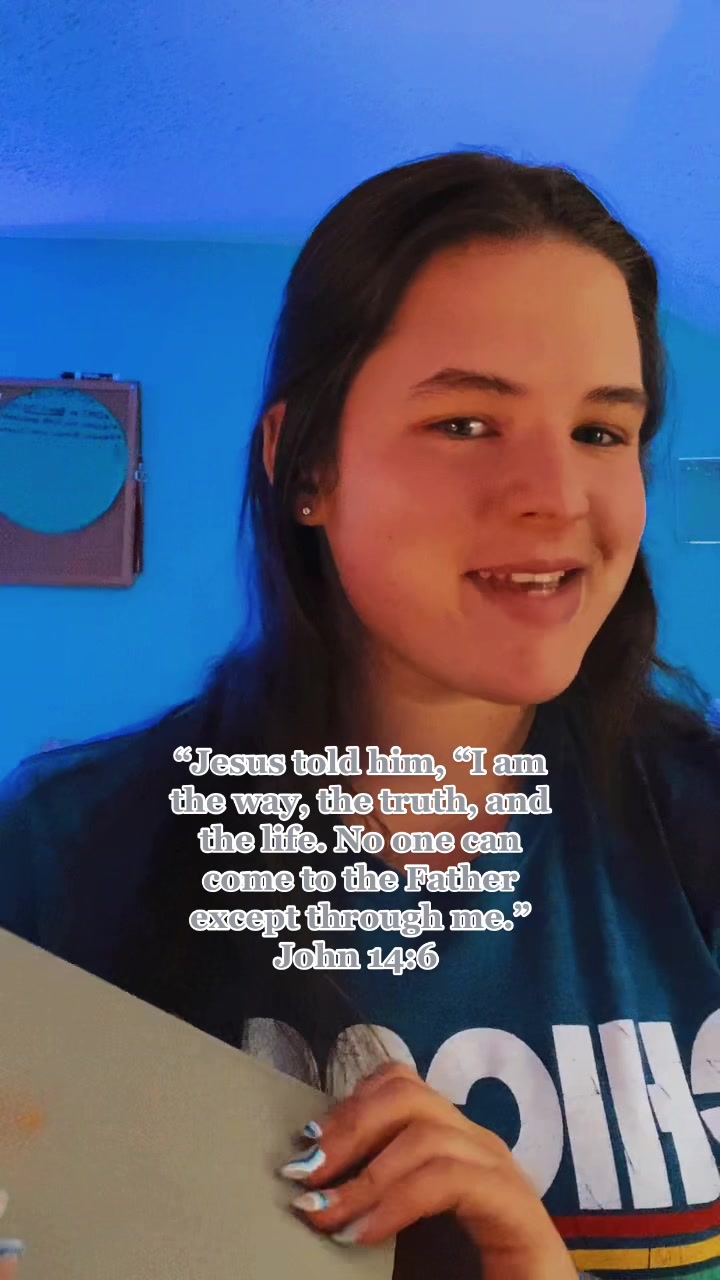 “Jesus told him, “I am
the way, the truth, and
the life. No one can
come to the Father
except through me.”
John 14:6